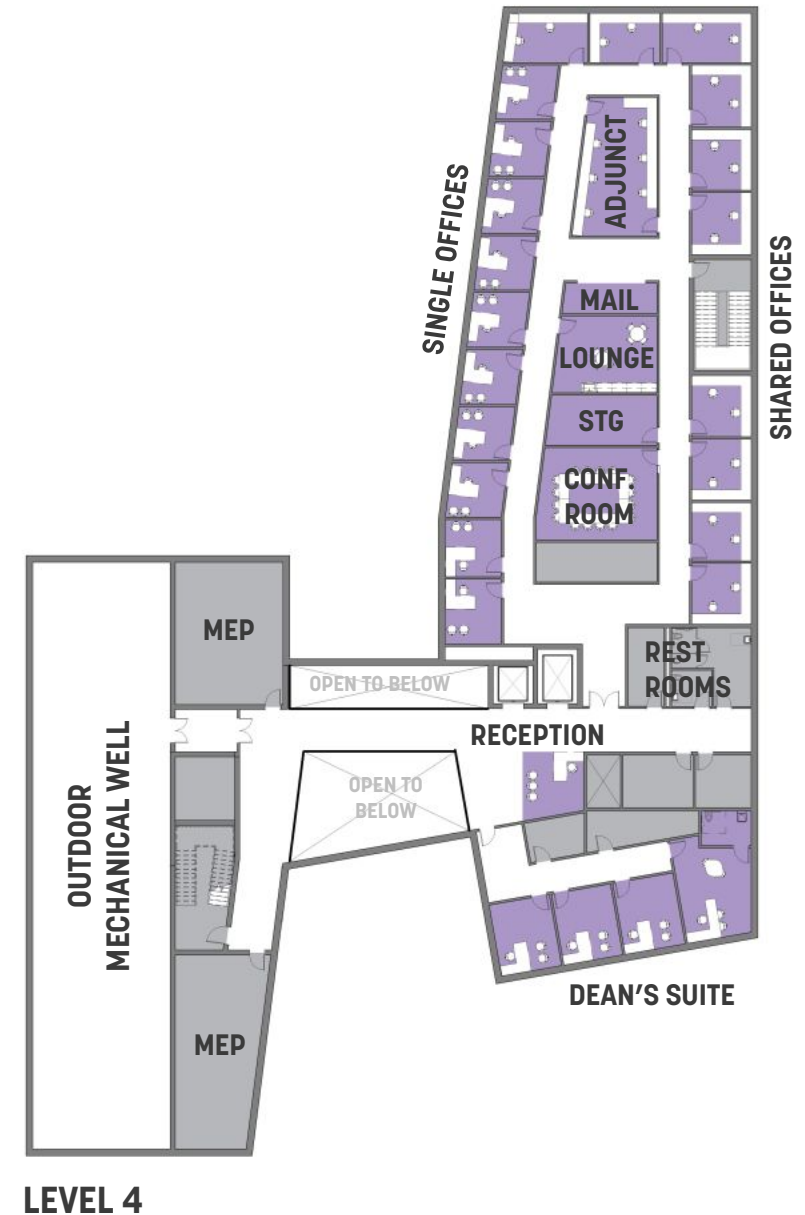 ADJUNCT
SINGLE OFFICES
SHARED OFFICES
MAIL
LOUNGE
STG
CONF.
ROOM
MEP
REST
ROOMS
OPEN TO BELOW
RECEPTION
OPEN TO
BELOW
OUTDOOR
MECHANICAL WELL
DEAN'S SUITE
MEP
LEVEL 4